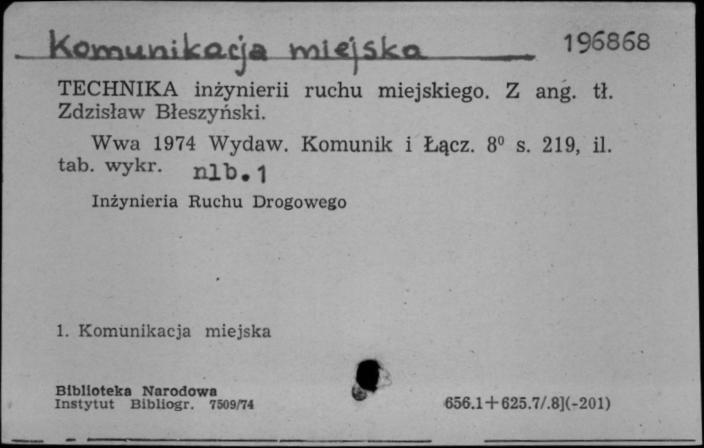 Komunikacja miejska 196868
TECHNIKA inżynierii ruchu miejskiego. Z ang. tł.
Zdzisław Błeszyński.
Wwa 1974 Wydaw. Komunik i Łącz. 8⁰ s. 219, il.
tab. wykr. nlb. 1
Inżynieria Ruchu Drogowego
1. Komunikacja miejska
Biblioteka Narodowa
Instytut Bibliogr. 7509/74 656.1+625.7/.8](-201)